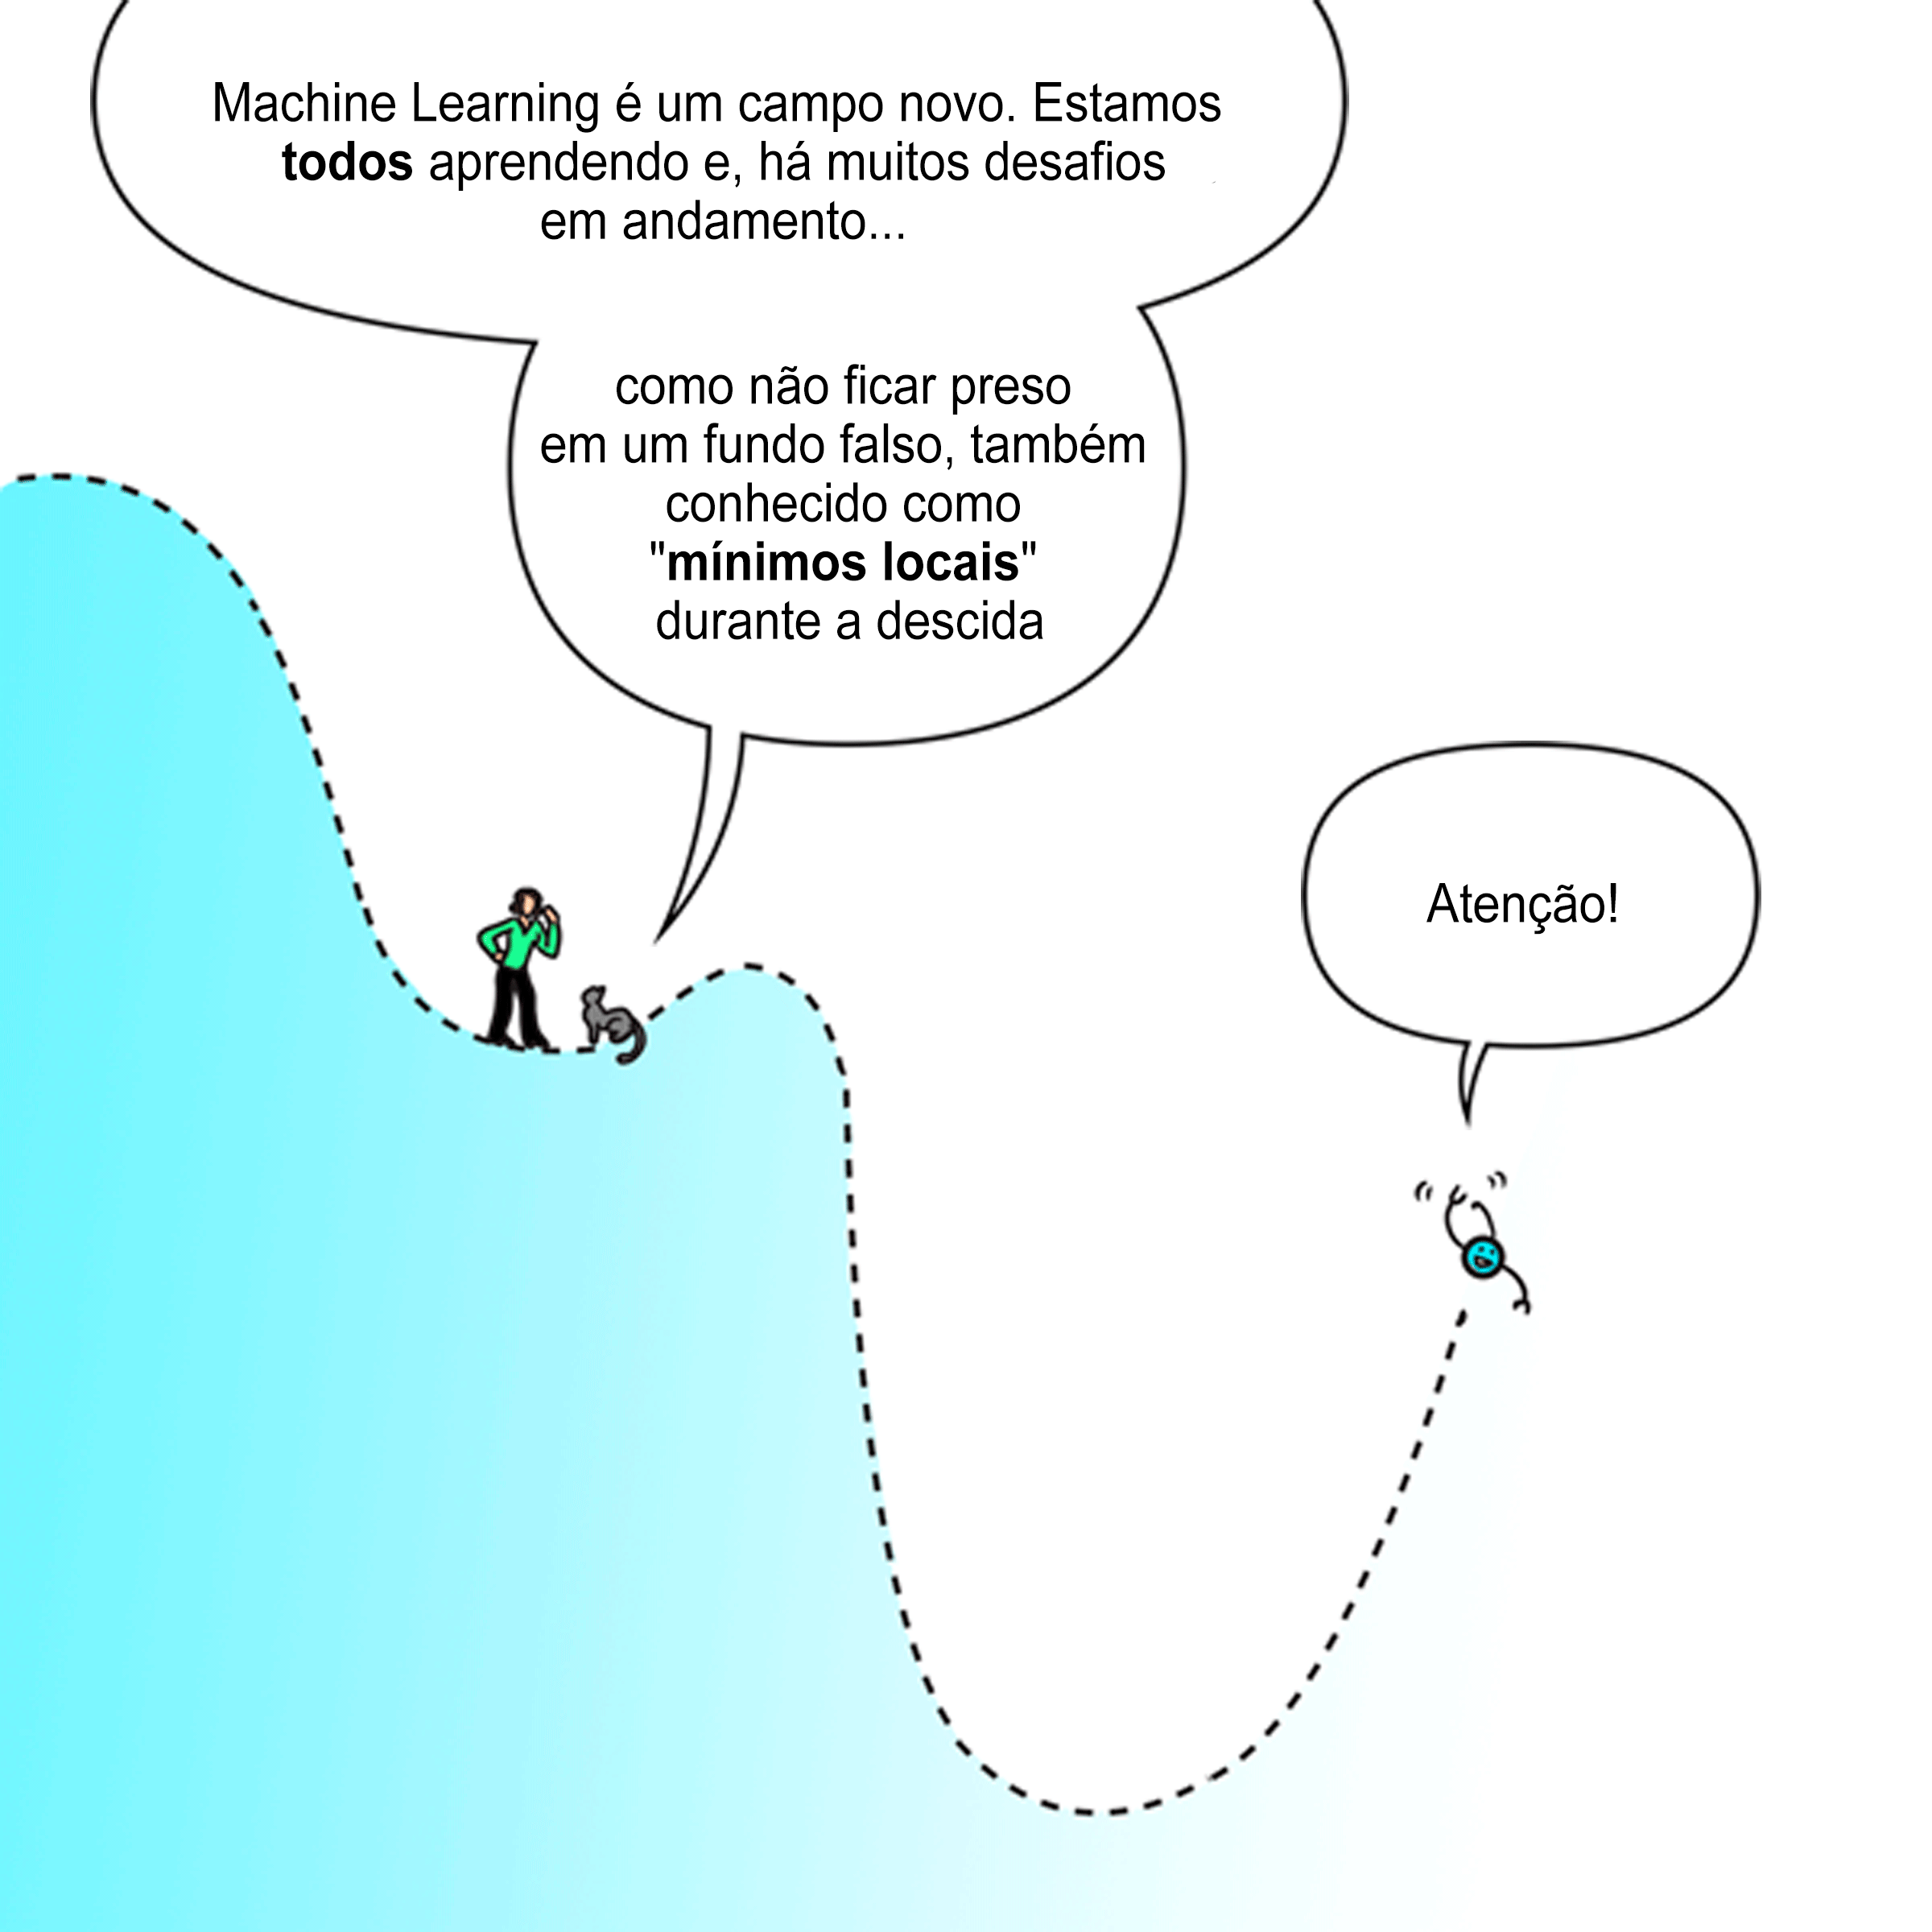 Machine Learning é um campo novo. Estamos
todos aprendendo e, há muitos desafios
em andamento...
como não ficar preso
em um fundo falso, também
conhecido como
"mínimos locais"
durante a descida
Atenção!